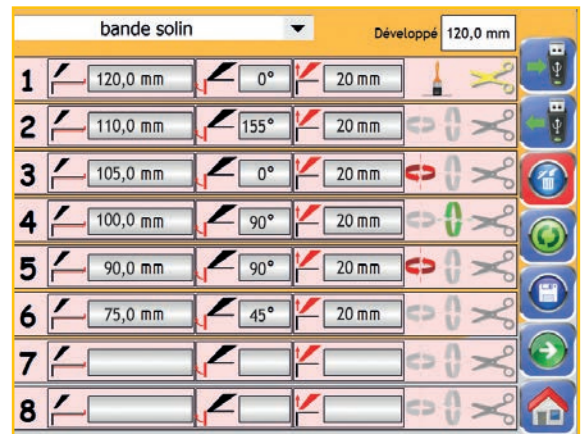 bande solin Développé 120,0 mm
1 120,0 mm 0° 20 mm
2 110,0 mm 155° 20 mm
3 105,0 mm 0° 20 mm
4 100,0 mm 90° 20 mm
5 90,0 mm 90° 20 mm
6 75,0 mm 45° 20 mm
7
8